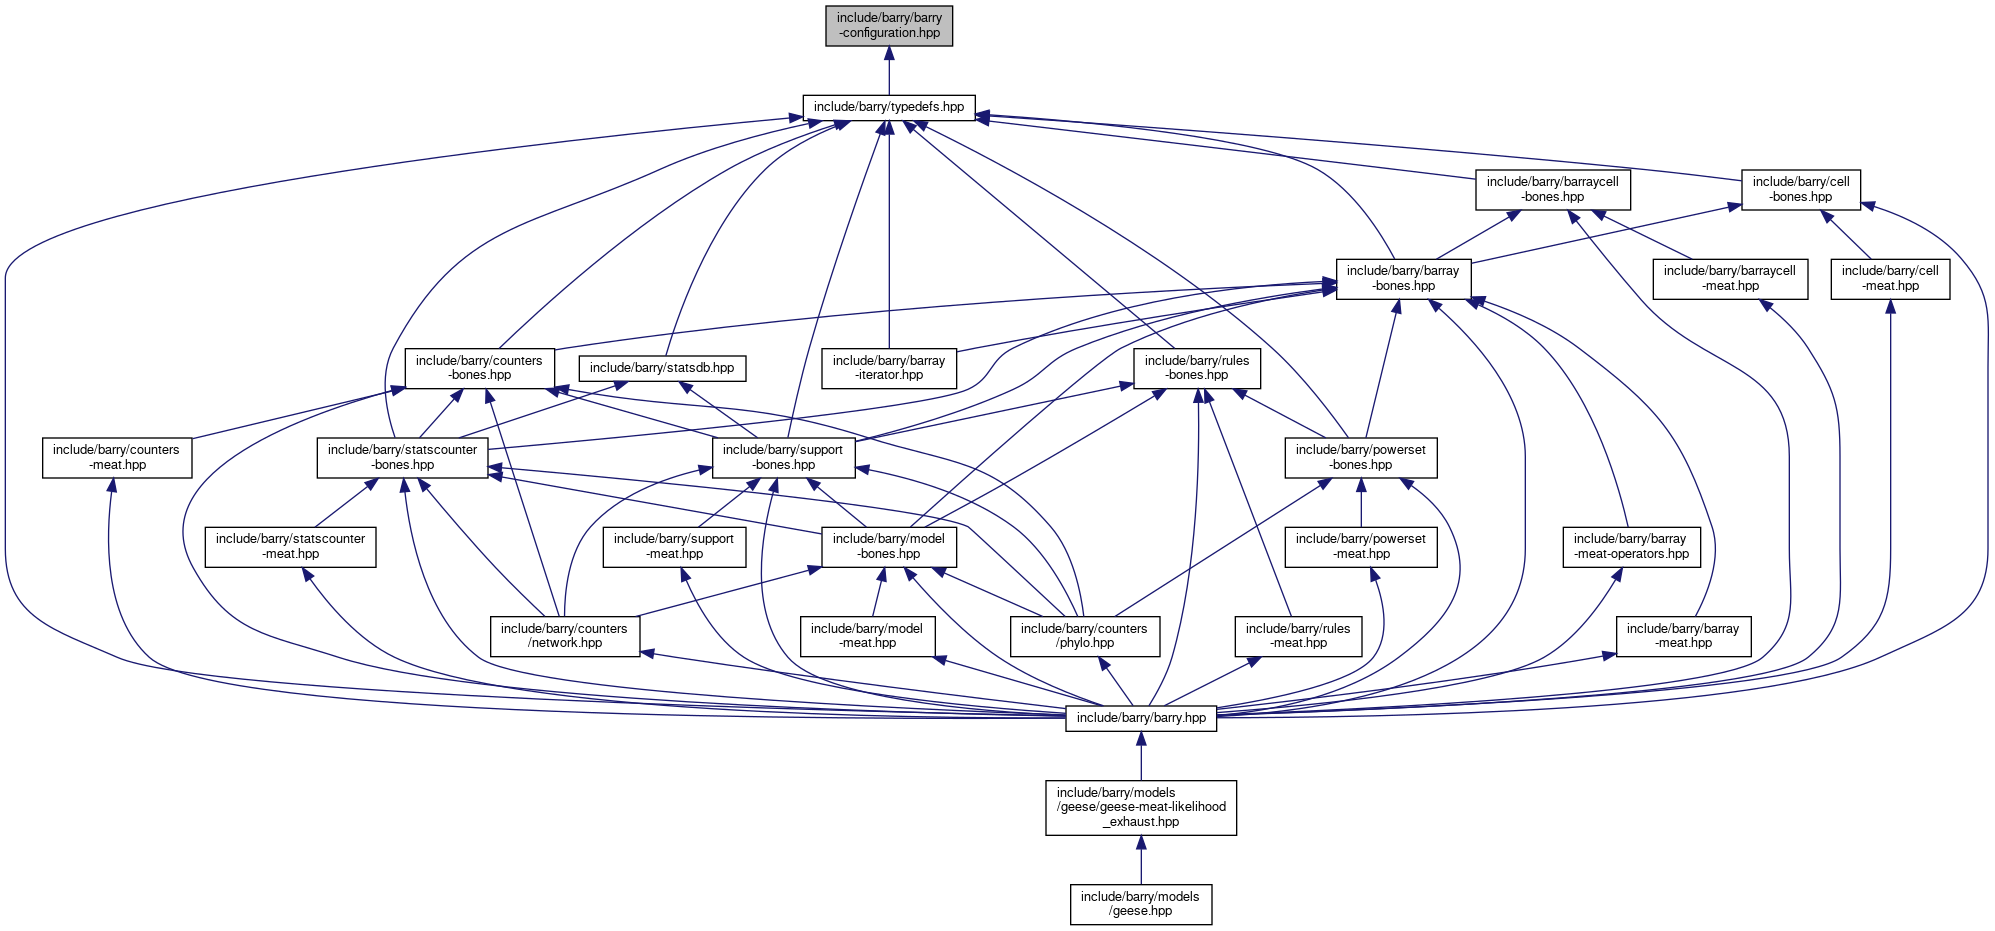 include/barry/barry
-configuration.hpp
include/barry/typedefs.hpp
include/barry/barraycell
-bones.hpp
include/barry/cell
-bones.hpp
include/barry/barray
-bones.hpp
include/barry/barraycell
-meat.hpp
include/barry/cell
-meat.hpp
include/barry/counters
-bones.hpp
include/barry/statsdb.hpp
include/barry/barray
-iterator.hpp
include/barry/rules
-bones.hpp
include/barry/counters
-meat.hpp
include/barry/statscounter
-bones.hpp
include/barry/support
-bones.hpp
include/barry/powerset
-bones.hpp
include/barry/statscounter
-meat.hpp
include/barry/support
-meat.hpp
include/barry/model
-bones.hpp
include/barry/powerset
-meat.hpp
include/barry/barray
-meat-operators.hpp
include/barry/counters
/network.hpp
include/barry/model
-meat.hpp
include/barry/counters
/phylo.hpp
include/barry/rules
-meat.hpp
include/barry/barray
-meat.hpp
include/barry/barry.hpp
include/barry/models
/geese/geese-meat-likelihood
_exhaust.hpp
include/barry/models
/geese.hpp